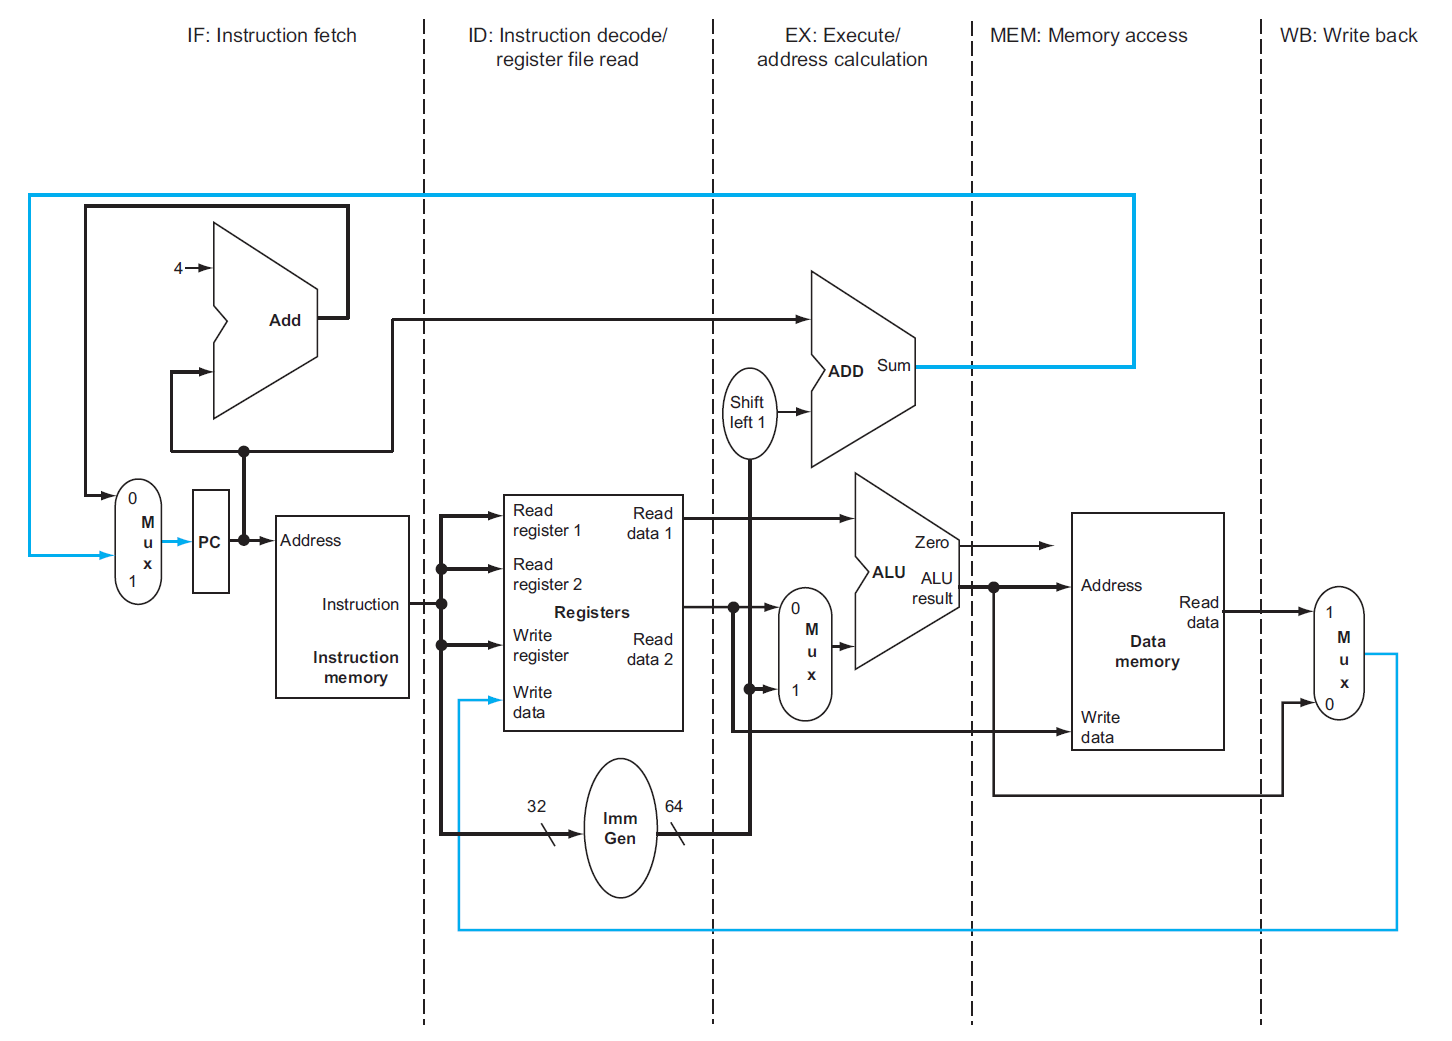 IF: Instruction fetch
ID: Instruction decode/
register file read
EX: Execute/
address calculation
MEM: Memory access
WB: Write back
4
Add
ADD
Sum
Shift
left 1
0
M
u
x
1
PC
Address
Instruction
Instruction
memory
Read
register 1
Read
register 2
Write
register
Write
data
Registers
Read
data 1
Read
data 2
0
M
u
x
1
Zero
ALU
ALU
result
Address
Read
data
Data
memory
Write
data
1
M
u
x
0
32
Imm
Gen
64